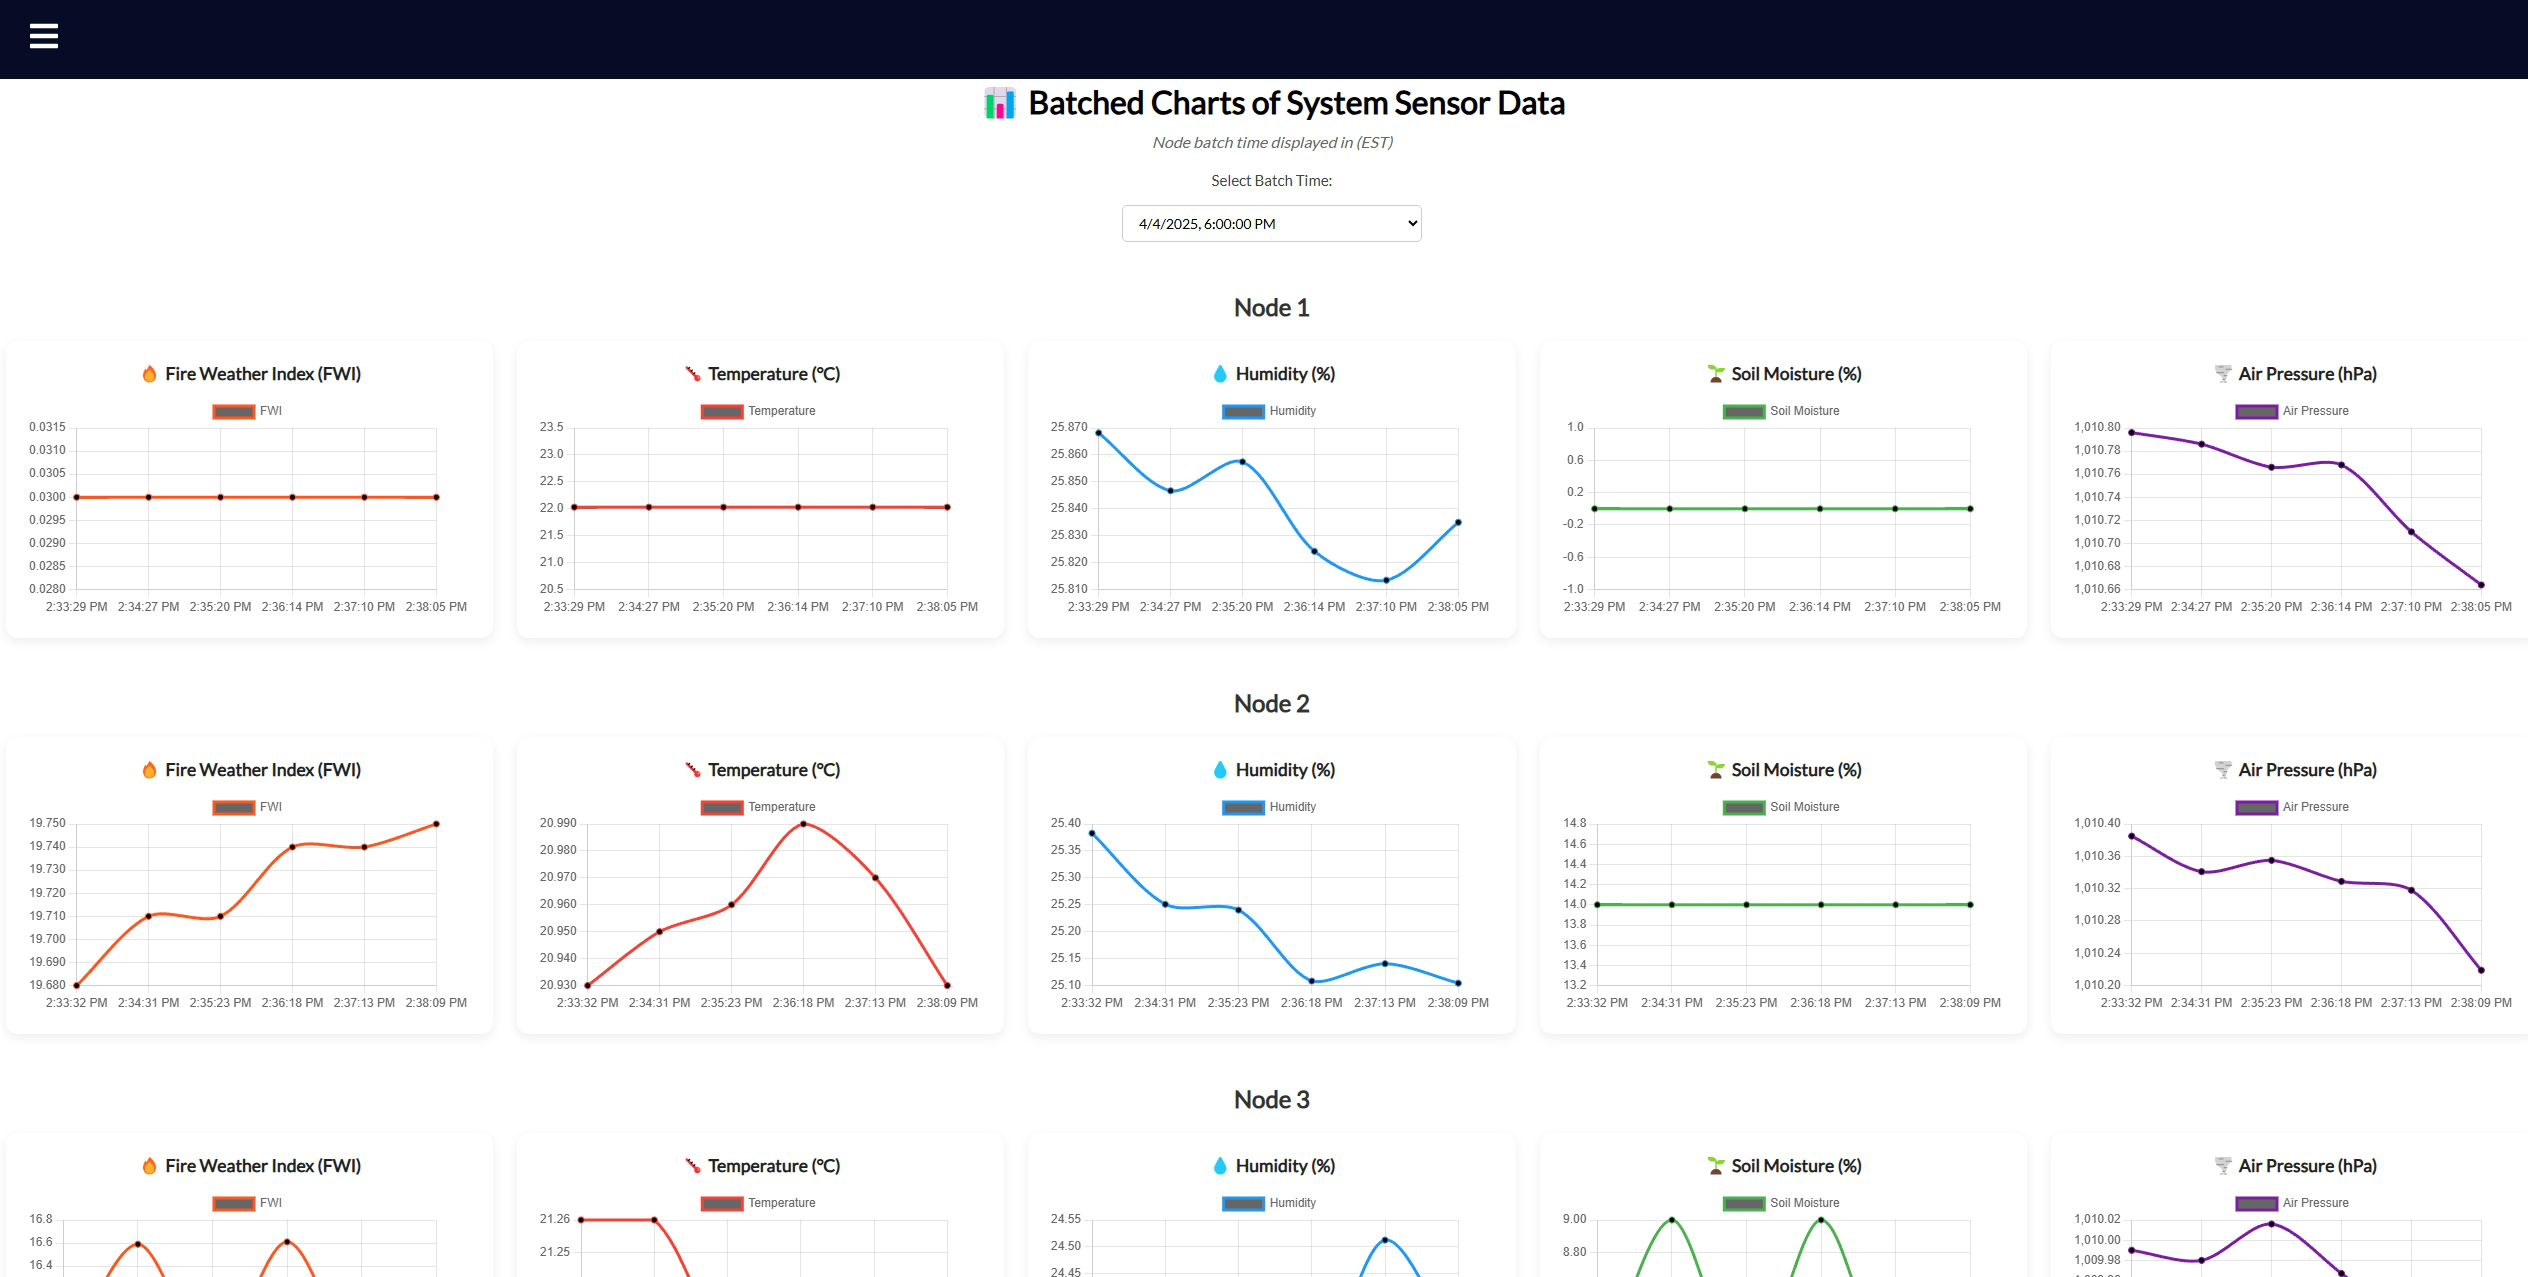 Batched Charts of System Sensor Data
Node batch time displayed in (EST)
Select Batch Time:
4/4/2025, 6:00:00 PM
Node 1
Fire Weather Index (FWI)
FWI
0.0315
0.0310
0.0305
0.0300
0.0295
0.0290
0.0285
0.0280
2:33:29 PM 2:34:27 PM 2:35:20 PM 2:36:14 PM 2:37:10 PM 2:38:05 PM
Temperature (°C)
Temperature
23.5
23.0
22.5
22.0
21.5
21.0
20.5
2:33:29 PM 2:34:27 PM 2:35:20 PM 2:36:14 PM 2:37:10 PM 2:38:05 PM
Humidity (%)
Humidity
25.870
25.860
25.850
25.840
25.830
25.820
25.810
2:33:29 PM 2:34:27 PM 2:35:20 PM 2:36:14 PM 2:37:10 PM 2:38:05 PM
Soil Moisture (%)
Soil Moisture
1.0
0.6
0.2
-0.2
-0.6
-1.0
2:33:29 PM 2:34:27 PM 2:35:20 PM 2:36:14 PM 2:37:10 PM 2:38:05 PM
Air Pressure (hPa)
Air Pressure
1,010.80
1,010.78
1,010.76
1,010.74
1,010.72
1,010.70
1,010.68
1,010.66
2:33:29 PM 2:34:27 PM 2:35:20 PM 2:36:14 PM 2:37:10 PM 2:38:05 PM
Node 2
Fire Weather Index (FWI)
FWI
19.750
19.740
19.730
19.720
19.710
19.700
19.690
19.680
2:33:32 PM 2:34:31 PM 2:35:23 PM 2:36:18 PM 2:37:13 PM 2:38:09 PM
Temperature (°C)
Temperature
20.990
20.980
20.970
20.960
20.950
20.940
20.930
2:33:32 PM 2:34:31 PM 2:35:23 PM 2:36:18 PM 2:37:13 PM 2:38:09 PM
Humidity (%)
Humidity
25.40
25.35
25.30
25.25
25.20
25.15
25.10
2:33:32 PM 2:34:31 PM 2:35:23 PM 2:36:18 PM 2:37:13 PM 2:38:09 PM
Soil Moisture (%)
Soil Moisture
14.8
14.6
14.4
14.2
14.0
13.8
13.6
13.4
13.2
2:33:32 PM 2:34:31 PM 2:35:23 PM 2:36:18 PM 2:37:13 PM 2:38:09 PM
Air Pressure (hPa)
Air Pressure
1,010.40
1,010.36
1,010.32
1,010.28
1,010.24
1,010.20
2:33:32 PM 2:34:31 PM 2:35:23 PM 2:36:18 PM 2:37:13 PM 2:38:09 PM
Node 3
Fire Weather Index (FWI)
FWI
16.8
16.6
16.4
Temperature (°C)
Temperature
21.26
21.25
Humidity (%)
Humidity
24.55
24.50
24.45
Soil Moisture (%)
Soil Moisture
9.00
8.80
Air Pressure (hPa)
Air Pressure
1,010.02
1,010.00
1,009.98